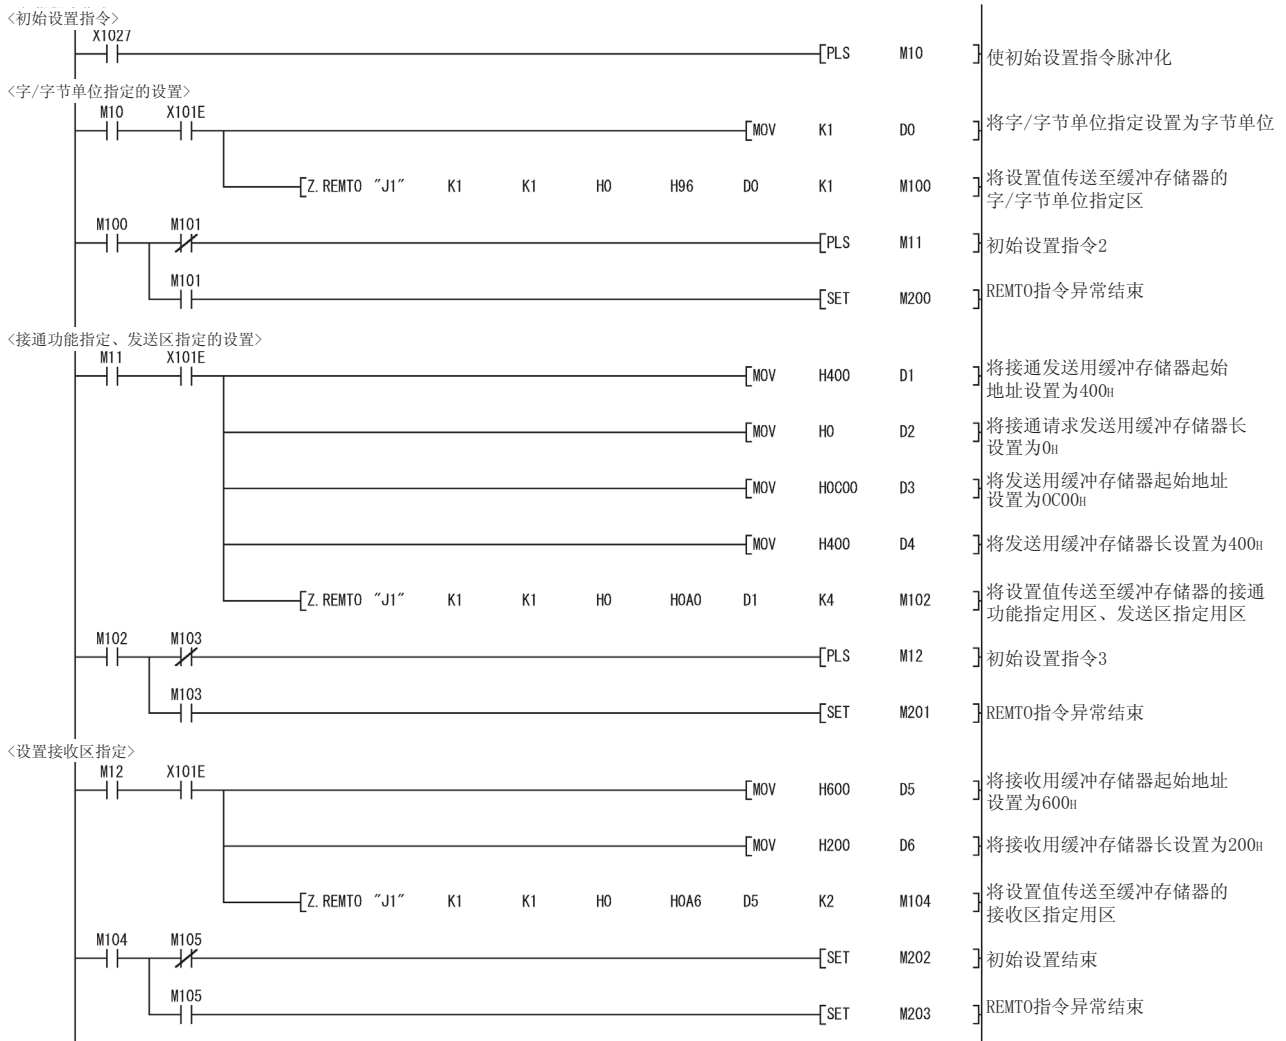 <初始设置指令>
X1027
[PLS M10 ] 使初始设置指令脉冲化
<字/字节单位指定的设置>
M10 X101E
[MOV K1 D0 ] 将字/字节单位指定设置为字节单位
[Z.REMTO "J1" K1 K1 H0 H96 D0 K1 M100 ] 将设置值传送至缓冲存储器的
字/字节单位指定区
M100 M101
[PLS M11 ] 初始设置指令2
M101
[SET M200 ] REMTO指令异常结束
<接通功能指定、发送区指定的设置>
M11 X101E
[MOV H400 D1 ] 将接通发送用缓冲存储器起始
地址设置为400H
[MOV H0 D2 ] 将接通请求发送用缓冲存储器长
设置为0H
[MOV H0C00 D3 ] 将发送用缓冲存储器起始地址
设置为0C00H
[MOV H400 D4 ] 将发送用缓冲存储器长设置为400H
[Z.REMTO "J1" K1 K1 H0 H0A0 D1 K4 M102 ] 将设置值传送至缓冲存储器的接通
功能指定用区、发送区指定用区
M102 M103
[PLS M12 ] 初始设置指令3
M103
[SET M201 ] REMTO指令异常结束
<设置接收区指定>
M12 X101E
[MOV H600 D5 ] 将接收用缓冲存储器起始地址
设置为600H
[MOV H200 D6 ] 将接收用缓冲存储器长设置为200H
[Z.REMTO "J1" K1 K1 H0 H0A6 D5 K2 M104 ] 将设置值传送至缓冲存储器的
接收区指定用区
M104 M105
[SET M202 ] 初始设置结束
M105
[SET M203 ] REMTO指令异常结束